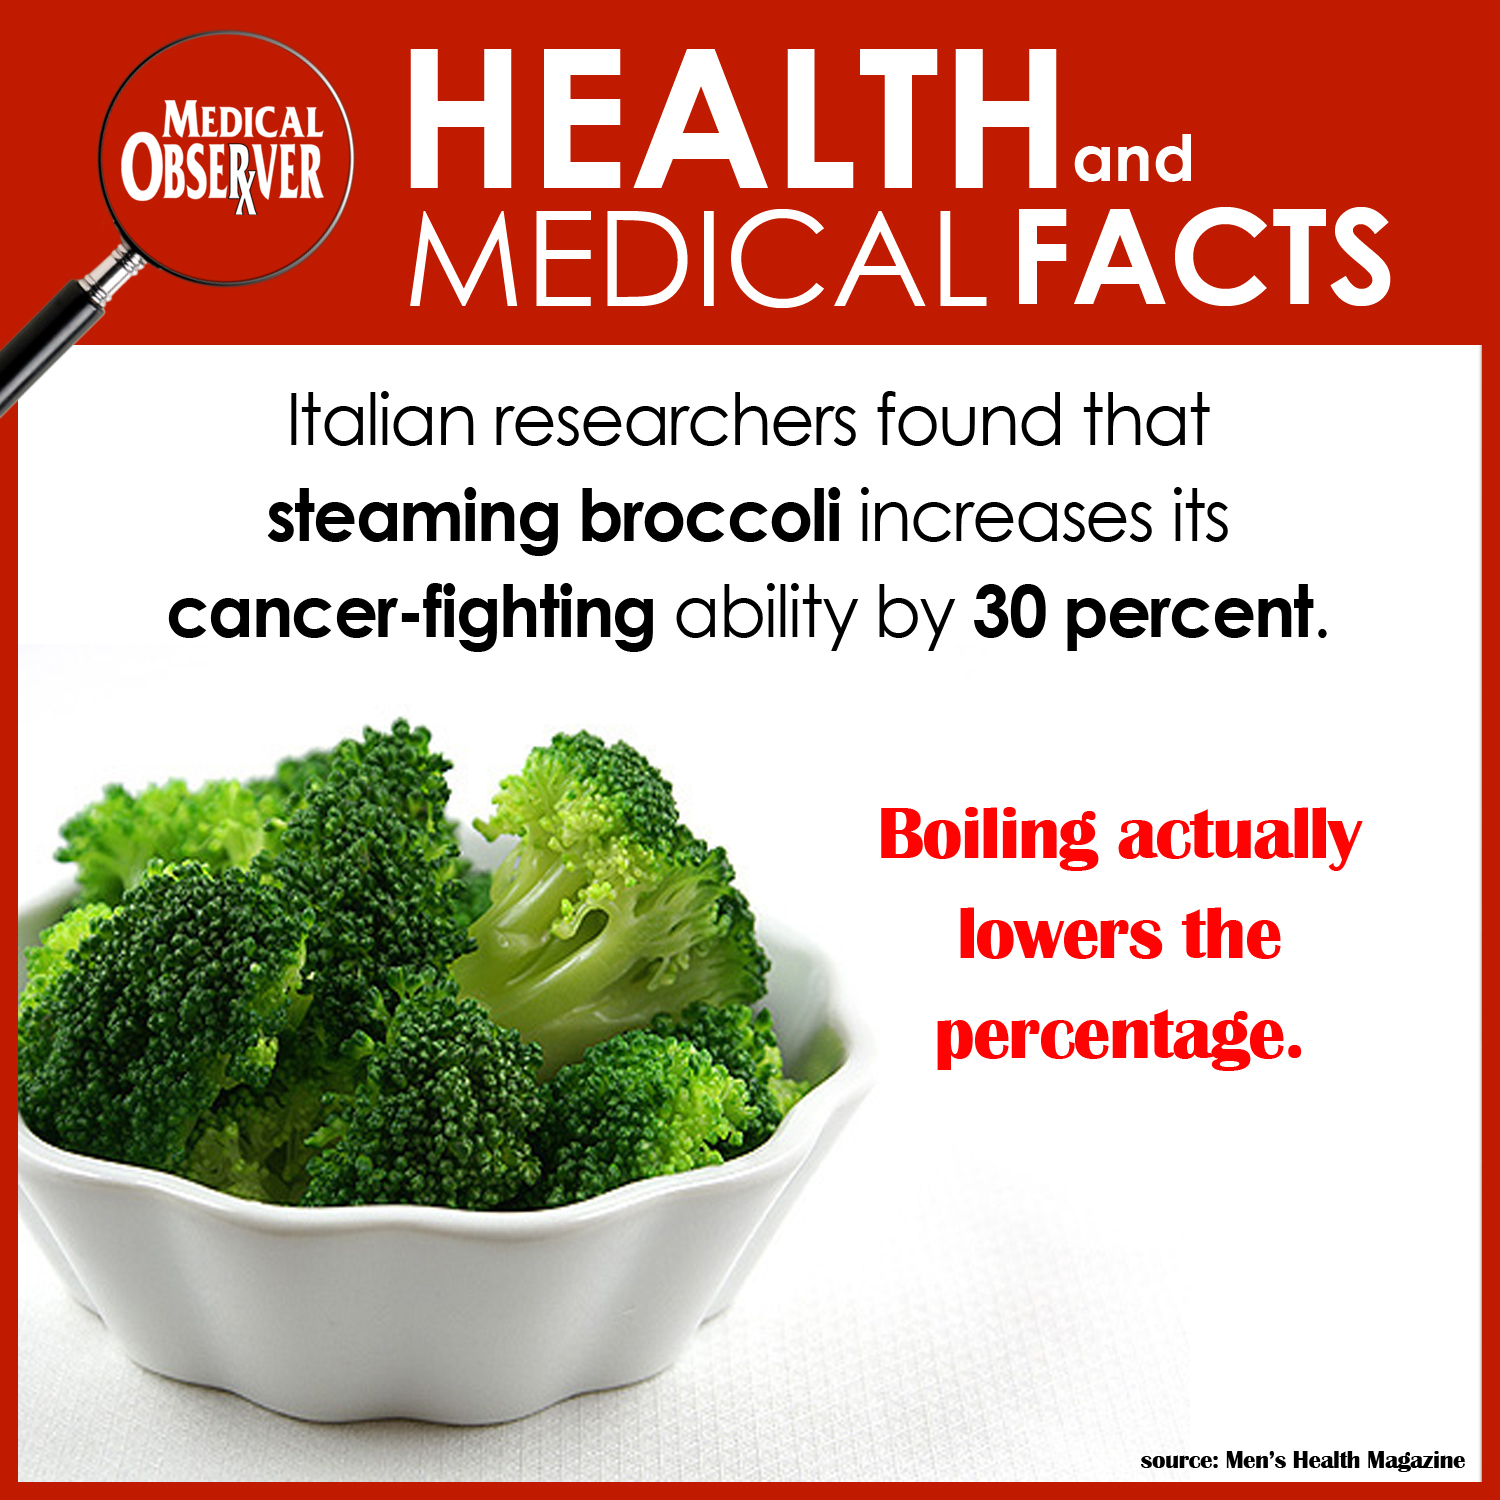 MEDICAL
OBSERVER
HEALTH and
MEDICAL FACTS
Italian researchers found that
steaming broccoli increases its
cancer-fighting ability by 30 percent.
Boiling actually
lowers the
percentage.
source: Men's Health Magazine